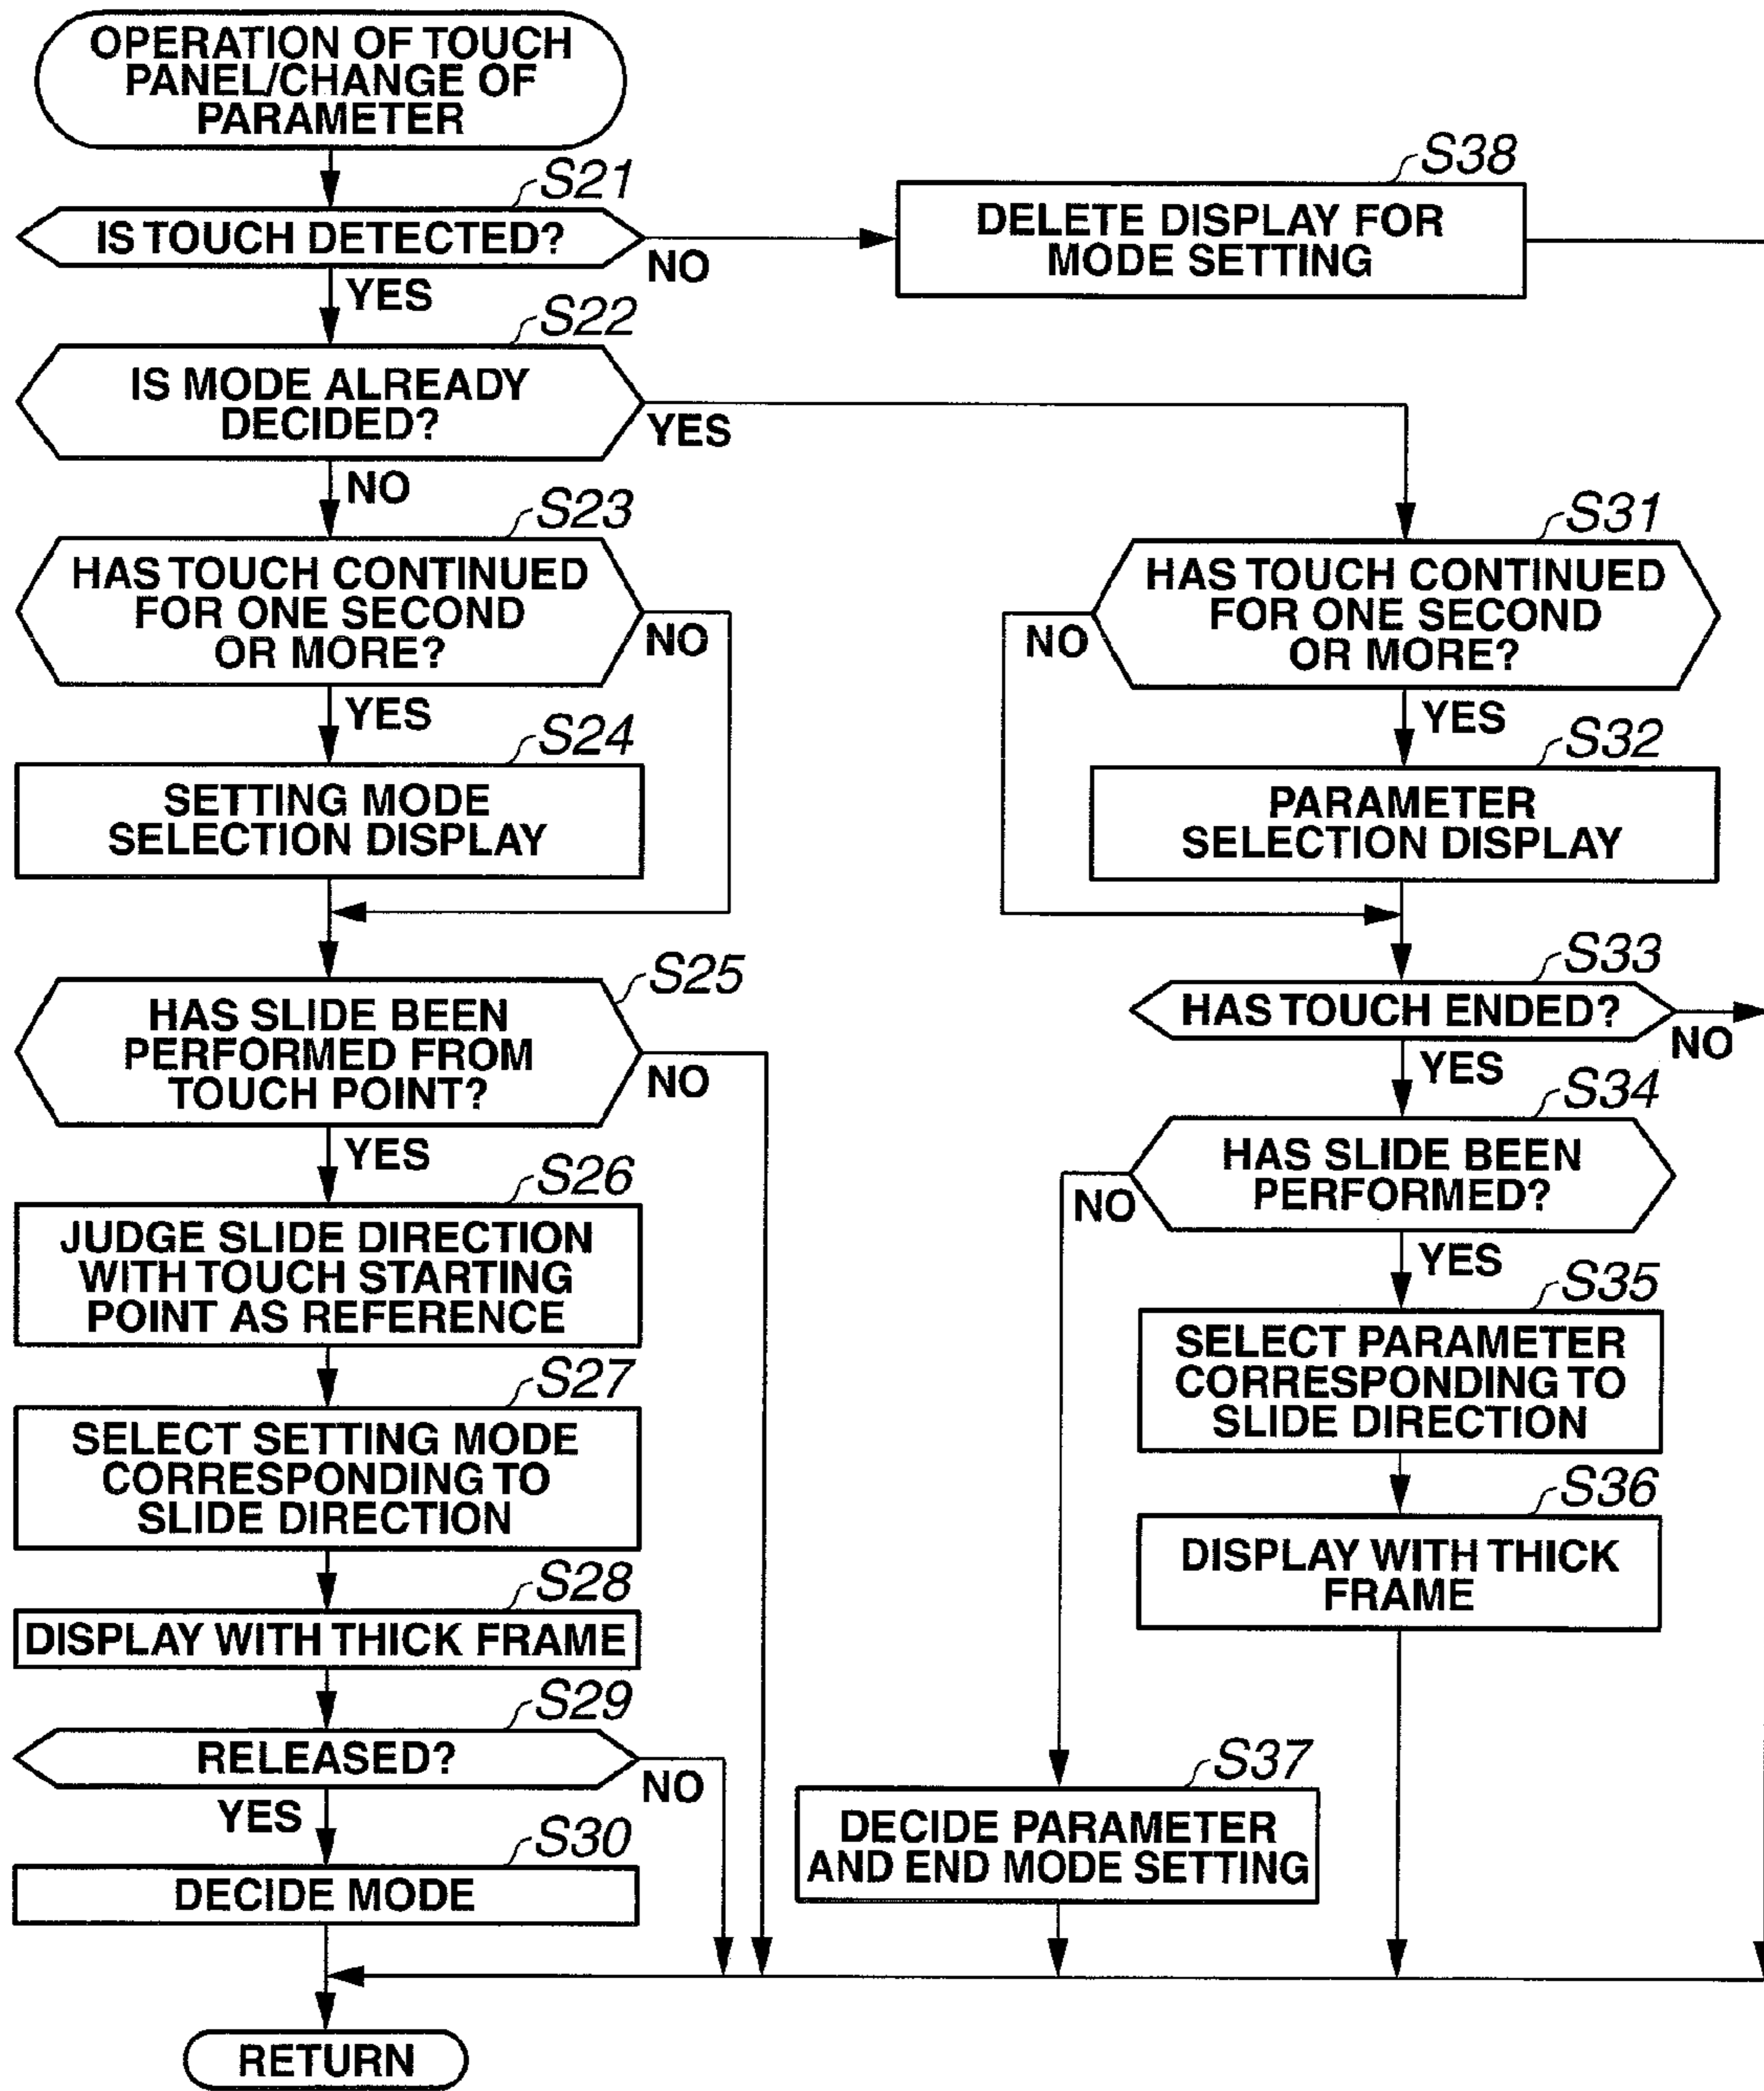 OPERATION OF TOUCH
PANEL/CHANGE OF
PARAMETER
S21
IS TOUCH DETECTED?
NO
YES
S38
DELETE DISPLAY FOR
MODE SETTING
S22
IS MODE ALREADY
DECIDED?
YES
NO
S23
HAS TOUCH CONTINUED
FOR ONE SECOND
OR MORE?
NO
YES
S24
SETTING MODE
SELECTION DISPLAY
S25
HAS SLIDE BEEN
PERFORMED FROM
TOUCH POINT?
NO
YES
S26
JUDGE SLIDE DIRECTION
WITH TOUCH STARTING
POINT AS REFERENCE
S27
SELECT SETTING MODE
CORRESPONDING TO
SLIDE DIRECTION
S28
DISPLAY WITH THICK FRAME
S29
RELEASED?
NO
YES
S30
DECIDE MODE
S31
HAS TOUCH CONTINUED
FOR ONE SECOND
OR MORE?
NO
YES
S32
PARAMETER
SELECTION DISPLAY
S33
HAS TOUCH ENDED?
NO
YES
S34
HAS SLIDE BEEN
PERFORMED?
NO
YES
S35
SELECT PARAMETER
CORRESPONDING TO
SLIDE DIRECTION
S36
DISPLAY WITH THICK
FRAME
S37
DECIDE PARAMETER
AND END MODE SETTING
RETURN